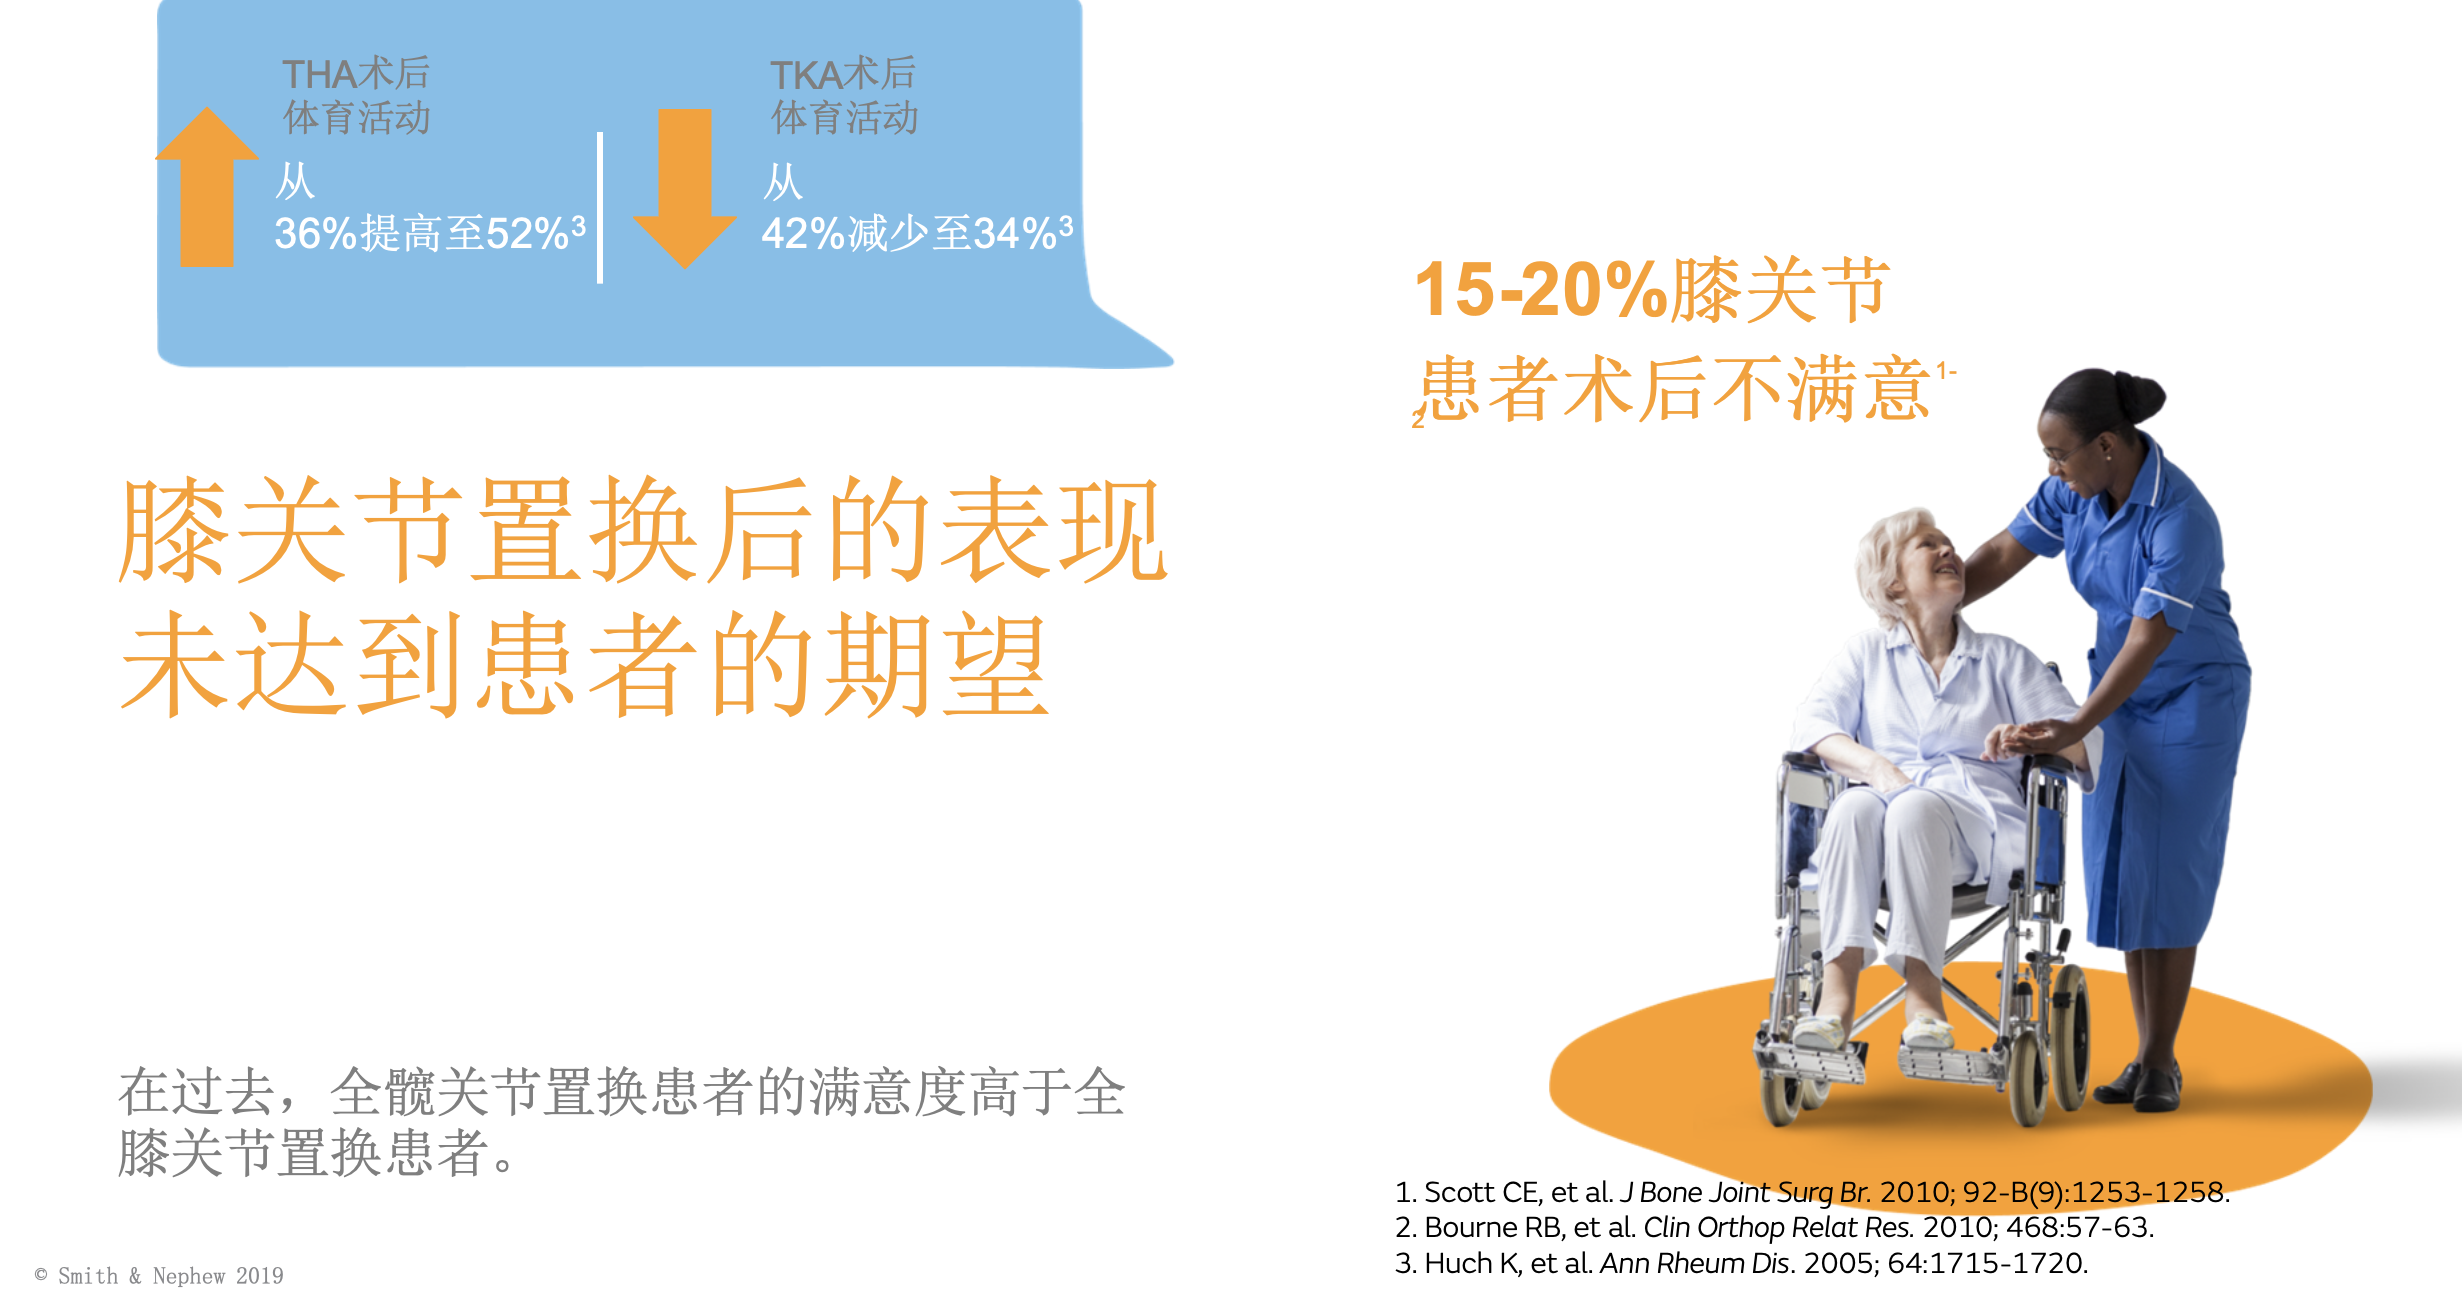 THA术后
体育活动
从
36%提高至52%3
TKA术后
体育活动
从
42%减少至34%3
膝关节置换后的表现
未达到患者的期望
在过去，全髋关节置换患者的满意度高于全
膝关节置换患者。
© Smith & Nephew 2019
15-20%膝关节
患者术后不满意1-
2
1. Scott CE, et al. J Bone Joint Surg Br. 2010; 92-B(9):1253-1258.
2. Bourne RB, et al. Clin Orthop Relat Res. 2010; 468:57-63.
3. Huch K, et al. Ann Rheum Dis. 2005; 64:1715-1720.